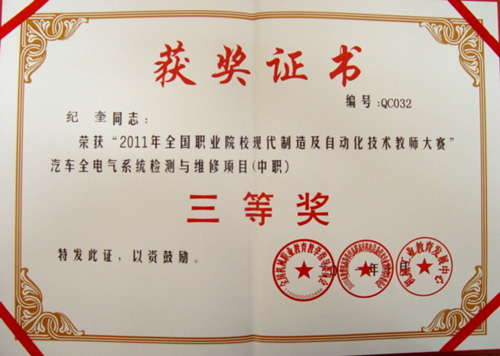 获奖证书
编号:QC032
纪奎同志:
荣获“2011年全国职业院校现代制造及自动化技术教师大赛”
汽车全电气系统检测与维修项目(中职)
三等奖
特发此证,以资鼓励。
年 月